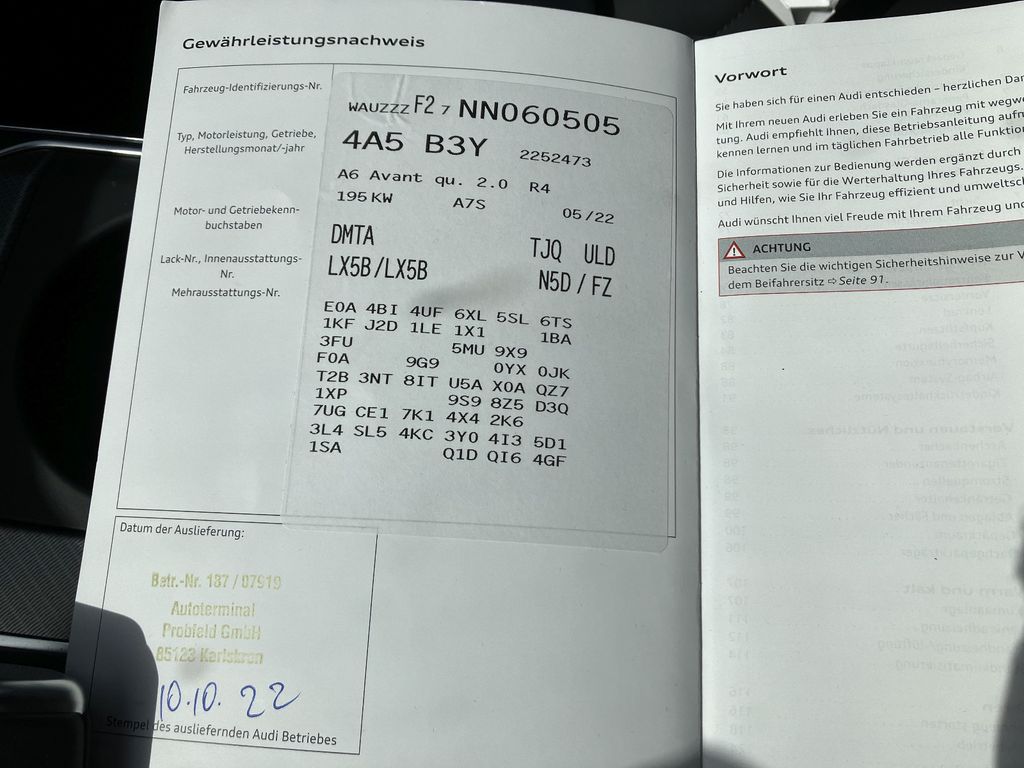 Gewährleistungsnachweis
Fahrzeug-Identifizierungs-Nr.
WAUZZZ F2 7 NN060505
Typ, Motorleistung, Getriebe,
Herstellungsmonat/-jahr
4A5 B3Y 2252473
A6 Avant qu. 2.0 R4
195 KW A7S 05/22
Motor- und Getriebekenn-
buchstaben
DMTA TJQ ULD
Lack-Nr., Innenausstattungs-
Nr.
LX5B/LX5B N5D / FZ
Mehrausstattungs-Nr.
E0A 4BI 4UF 6XL 5SL 6TS
1KF J2D 1LE 1X1 1BA
3FU 5MU 9X9
F0A 9G9 0YX 0JK
T2B 3NT 8IT U5A X0A QZ7
1XP 9S9 8Z5 D3Q
7UG CE1 7K1 4X4 2K6
3L4 SL5 4KC 3Y0 4I3 5D1
1SA Q1D QI6 4GF
Datum der Auslieferung:
Betr.-Nr. 137 / 07919
Autoterminal
Probfeld GmbH
85123 Karlskron
10.10. 22
Stempel des ausliefernden Audi Betriebes
Vorwort
Sie haben sich für einen Audi entschieden – herzlichen
Mit Ihrem neuen Audi erleben Sie ein Fahrzeug mit
tung. Audi empfiehlt Ihnen, diese Betriebsanleitung
kennen lernen und im täglichen Fahrbetrieb alle
Die Informationen zur Bedienung werden ergänzt durch
Sicherheit sowie für die Werterhaltung Ihres Fahrzeugs.
und Hilfen, wie Sie Ihr Fahrzeug effizient und
Audi wünscht Ihnen viel Freude mit Ihrem Fahrzeug
ACHTUNG
Beachten Sie die wichtigen Sicherheitshinweise zur
dem Beifahrersitz ⇨ Seite 91.